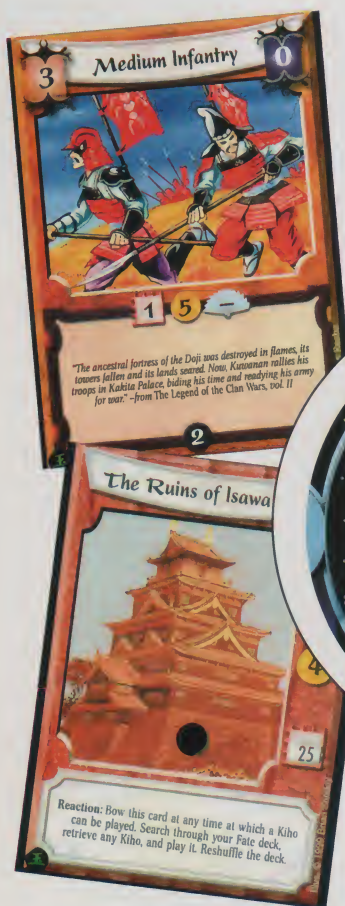 3
Medium Infantry
0
1
5
–
"The ancestral fortress of the Doji was destroyed in flames, its
towers fallen and its lands seared. Now, Kuwanan rallies his
troops in Kakita Palace, biding his time and readying his army
for war." –from The Legend of the Clan Wars, vol. II
2
The Ruins of Isawa
4
25
Reaction: Bow this card at any time at which a Kiho
can be played. Search through your Fate deck,
retrieve any Kiho, and play it. Reshuffle the deck.